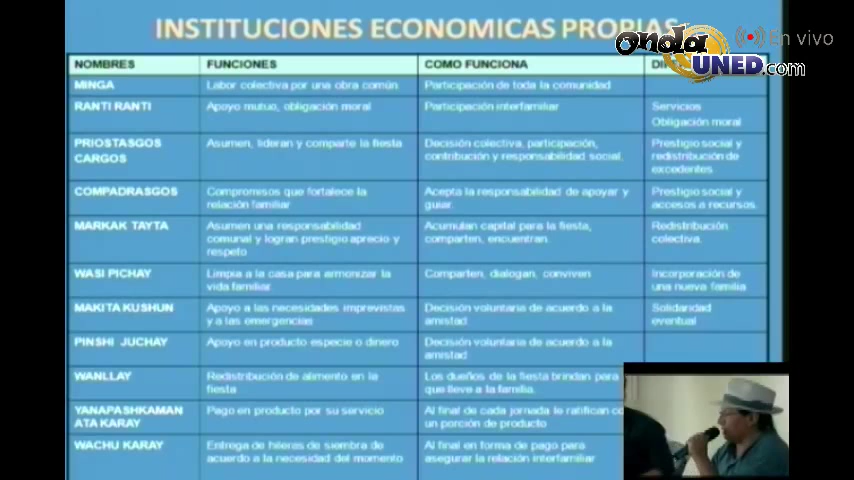 INSTITUCIONES ECONOMICAS PROPIAS
onda UNED.com
En vivo
NOMBRES FUNCIONES COMO FUNCIONA
MINGA Labor colectiva por una obra común Participación de toda la comunidad
RANTI RANTI Apoyo mutuo, obligación moral Participación interfamiliar Servicios
Obligación moral
PRIOSTASGOS Asumen, lideran y comparte la fiesta Decisión colectiva, participación, Prestigio social y
CARGOS contribución y responsabilidad social. redistribución de
excedentes
COMPADRASGOS Compromisos que fortalece la Acepta la responsabilidad de apoyar y Prestigio social y
relación familiar guiar. accesos a recursos.
MARKAK TAYTA Asumen una responsabilidad Acumulan capital para la fiesta, Redistribución
comunal y logran prestigio aprecio y comparten, encuentran. colectiva.
respeto
WASI PICHAY Limpia a la casa para armonizar la Comparten, dialogan, conviven Incorporación de
vida familiar una nueva familia
MAKITA KUSHUN Apoyo a las necesidades imprevistas Decisión voluntaria de acuerdo a la Solidaridad
y a las emergencias amistad eventual
PINSHI JUCHAY Apoyo en producto especie o dinero Decisión voluntaria de acuerdo a la
amistad
WANLLAY Redistribución de alimento en la Los dueños de la fiesta brindan para
fiesta que lleve a la familia.
YANAPASHKAMAN Pago en producto por su servicio Al final de cada jornada le ratifican
ATA KARAY un porción de producto
WACHU KARAY Entrega de hileras de siembra de Al final en forma de pago para
acuerdo a la necesidad del momento asegurar la relación interfamiliar